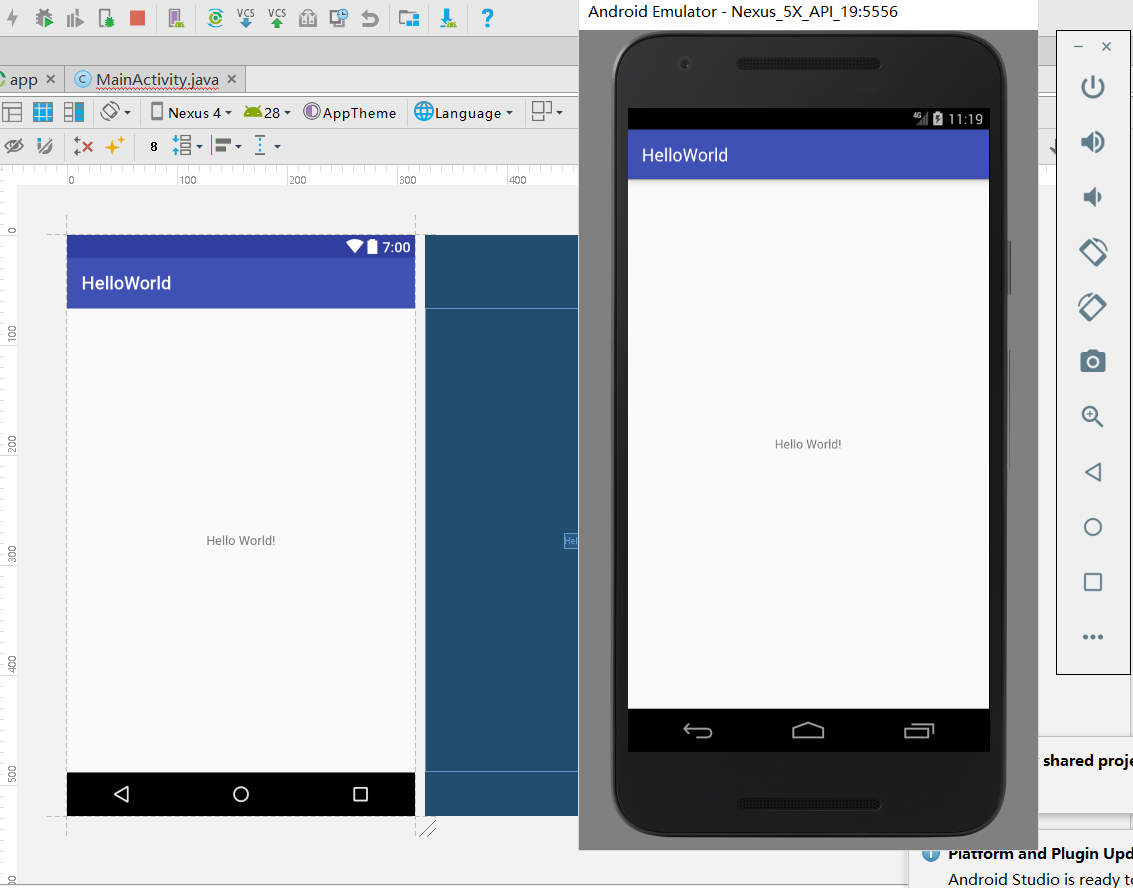 Android Emulator - Nexus_5X_API_19:5556
VCS VCS ?
app × C MainActivity.java ×
Nexus 4 28 AppTheme Language
8
0 100 200 300 400
0
100
200
300
400
500
7:00
HelloWorld
Hello World!
Hel
4G 11:19
HelloWorld
Hello World!
shared proje
Platform and Plugin Upd
Android Studio is ready to